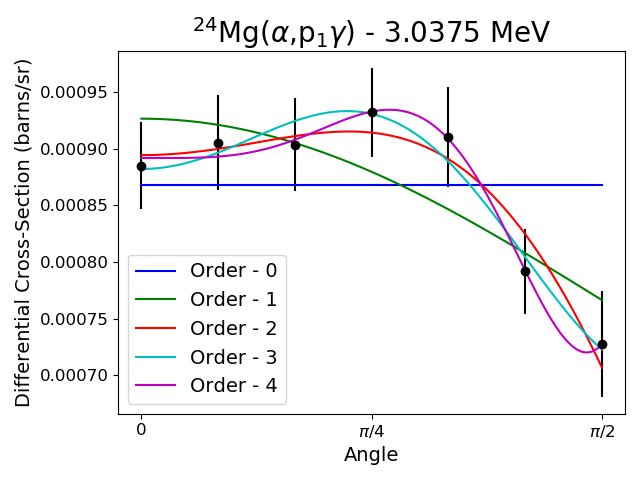 ²⁴Mg(α,p₁γ) - 3.0375 MeV
Differential Cross-Section (barns/sr)
0.00095
0.00090
0.00085
0.00080
0.00075
0.00070
Order - 0
Order - 1
Order - 2
Order - 3
Order - 4
0
π/4
π/2
Angle